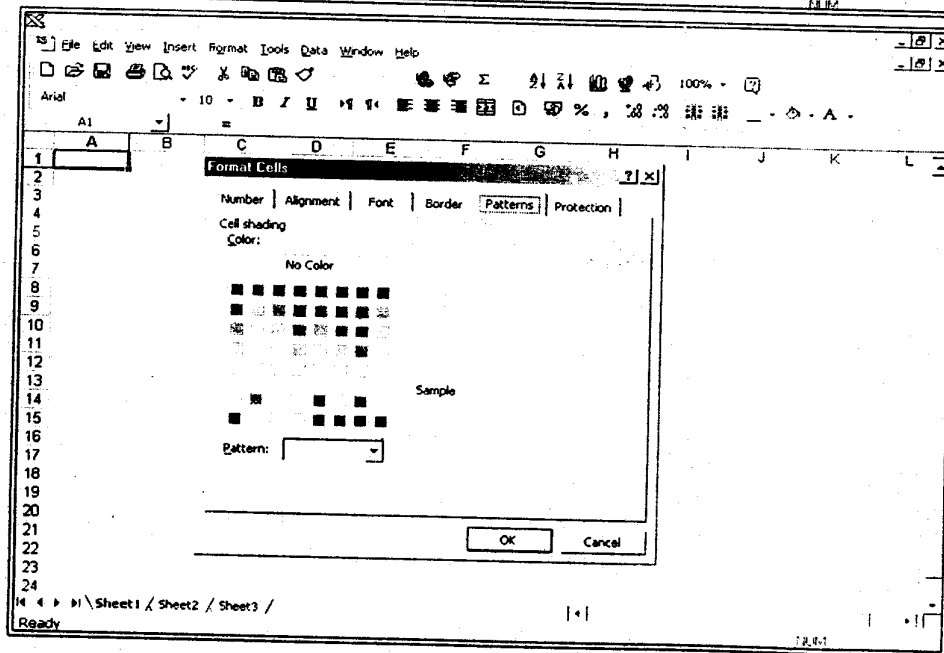 NUM
File Edit View Insert Format Tools Data Window Help
100%
Arial 10 B I U % , A
A1 =
A B C D E F G H I J K L
1
Format Cells
2
Number Alignment Font Border Patterns Protection
3
4
Cell shading
5
Color:
6
No Color
7
8
9
10
11
12
13
Sample
14
15
16
Pattern:
17
18
19
20
21
OK Cancel
22
23
24
Sheet1 Sheet2 Sheet3
Ready
NUM